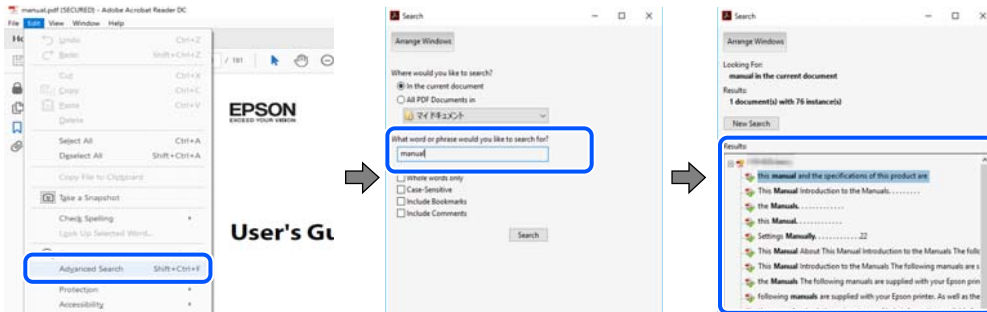 manual.pdf (SECURED) - Adobe Acrobat Reader DC
File Edit View Window Help
Undo Ctrl+Z
Redo Shift+Ctrl+Z
Cut Ctrl+X
Copy Ctrl+C
Paste Ctrl+V
Delete
Select All Ctrl+A
Deselect All Shift+Ctrl+A
Copy File to Clipboard
Take a Snapshot
Check Spelling
Look Up Selected Word...
Advanced Search Shift+Ctrl+F
Protection
Accessibility
/ 181
EPSON
EXCEED YOUR VISION
User's Gu
Search
Arrange Windows
Where would you like to search?
In the current document
All PDF Documents in
マイ ドキュメント
What word or phrase would you like to search for?
manual
Whole words only
Case-Sensitive
Include Bookmarks
Include Comments
Search
Search
Arrange Windows
Looking For:
manual in the current document
Results:
1 document(s) with 76 instance(s)
New Search
Results:
this manual and the specifications of this product are
This Manual Introduction to the Manuals. . . . . . . . .
the Manuals. . . . . . . . . . . . .
this Manual. . . . . . . . . . . . .
Settings Manually. . . . . . . . . . . . .22
This Manual About This Manual Introduction to the Manuals The follc
This Manual Introduction to the Manuals The following manuals are s
the Manuals The following manuals are supplied with your Epson prin
following manuals are supplied with your Epson printer. As well as the